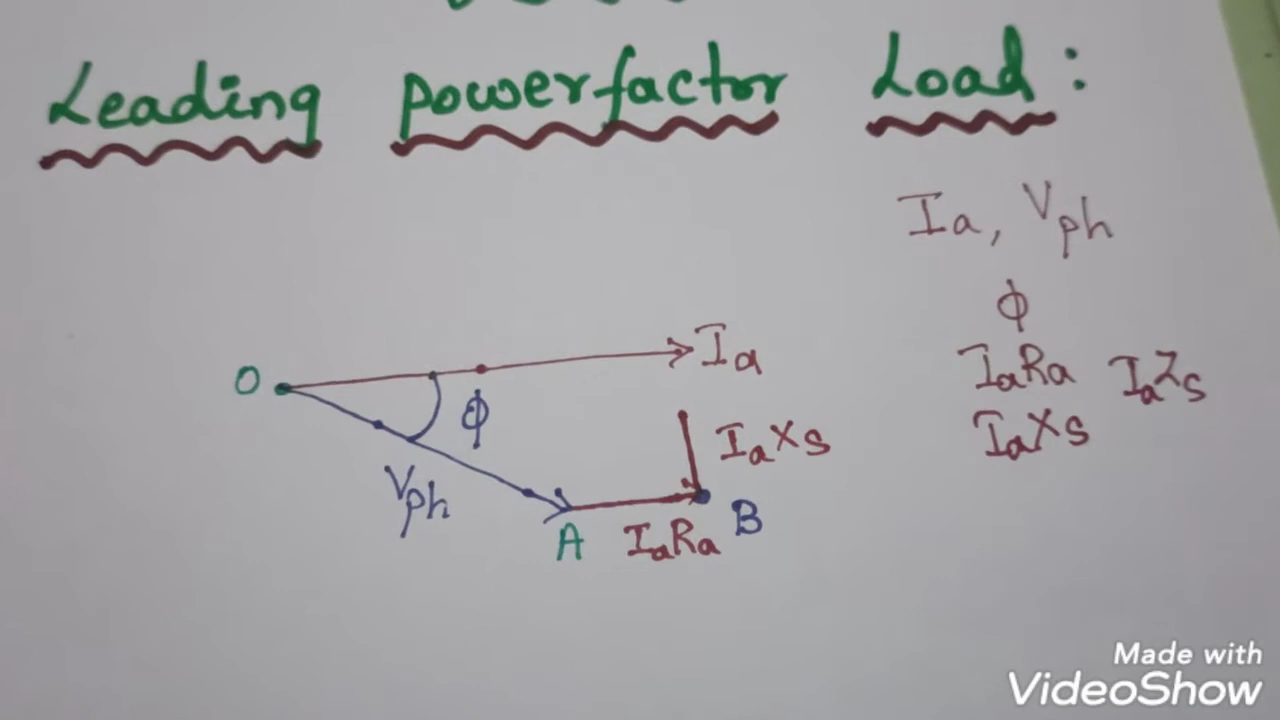 Leading powerfactor Load:
Ia, Vph
ϕ
IaRa IaZs
IaXs
O
Ia
ϕ
IaXs
Vph
A
IaRa
B
Made with
VideoShow